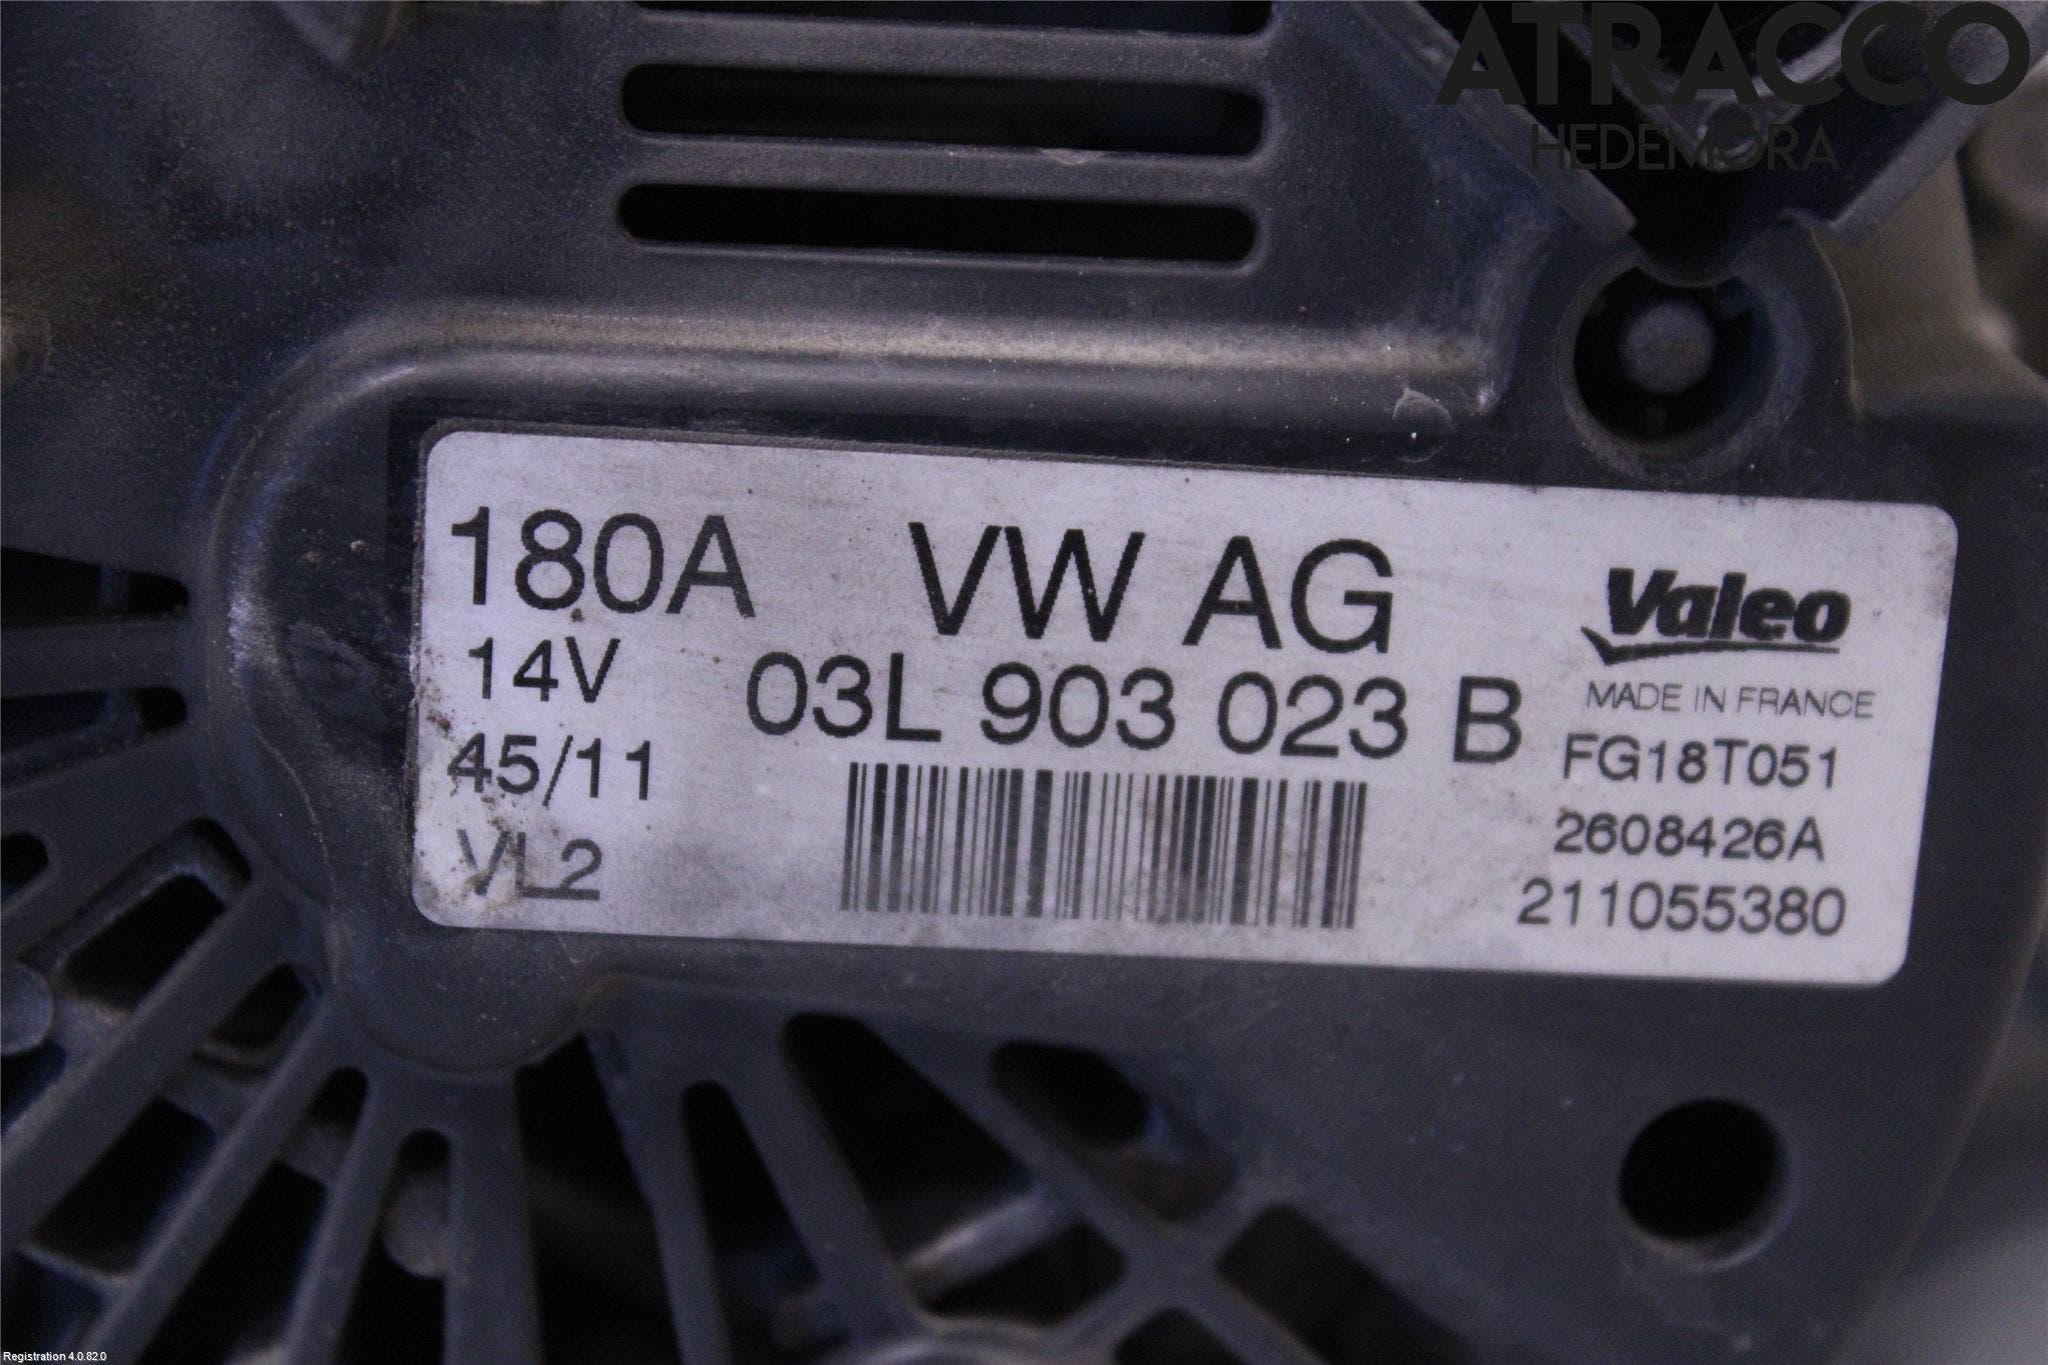 ATRACCO
HEDEMORA
180A VW AG Valeo
14V 03L 903 023 B MADE IN FRANCE
45/11 FG18T051
VL2 2608426A
211055380
Registration 4.0.82.0